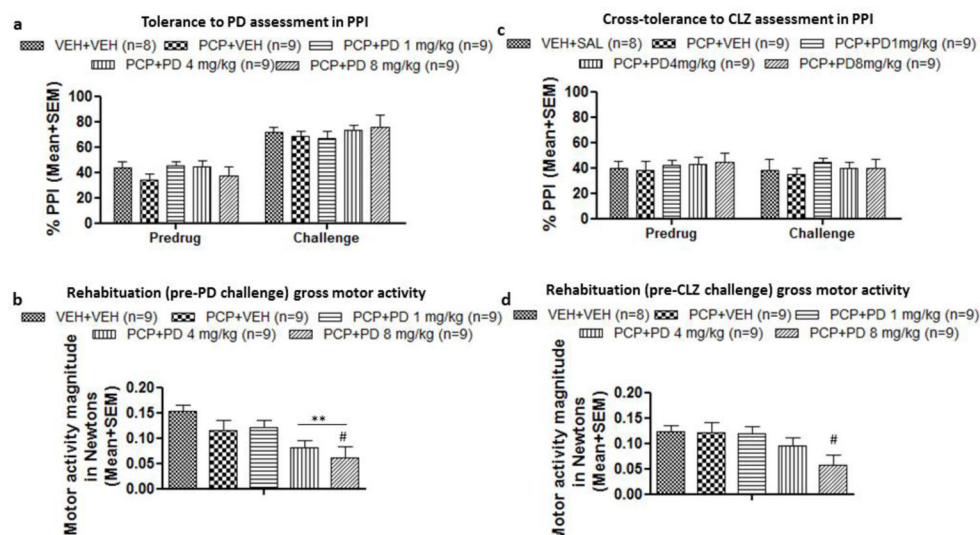 a
Tolerance to PD assessment in PPI
VEH+VEH (n=8) PCP+VEH (n=9) PCP+PD 1 mg/kg (n=9)
PCP+PD 4 mg/kg (n=9) PCP+PD 8 mg/kg (n=9)
% PPI (Mean+SEM)
100
80
60
40
20
0
Predrug Challenge
c
Cross-tolerance to CLZ assessment in PPI
VEH+SAL (n=8) PCP+VEH (n=9) PCP+PD1mg/kg (n=9)
PCP+PD4mg/kg (n=9) PCP+PD8mg/kg (n=9)
% PPI (Mean+SEM)
100
80
60
40
20
0
Predrug Challenge
b
Rehabituation (pre-PD challenge) gross motor activity
VEH+VEH (n=9) PCP+VEH (n=9) PCP+PD 1 mg/kg (n=9)
PCP+PD 4 mg/kg (n=9) PCP+PD 8 mg/kg (n=9)
Motor activity magnitude
in Newtons
(Mean+SEM)
0.20
0.15
0.10
0.05
0.00
**
#
d
Rehabituation (pre-CLZ challenge) gross motor activity
VEH+VEH (n=8) PCP+VEH (n=9) PCP+PD 1 mg/kg (n=9)
PCP+PD 4 mg/kg (n=9) PCP+PD 8 mg/kg (n=9)
Motor activity magnitude
in Newtons
(Mean+SEM)
0.20
0.15
0.10
0.05
0.00
#